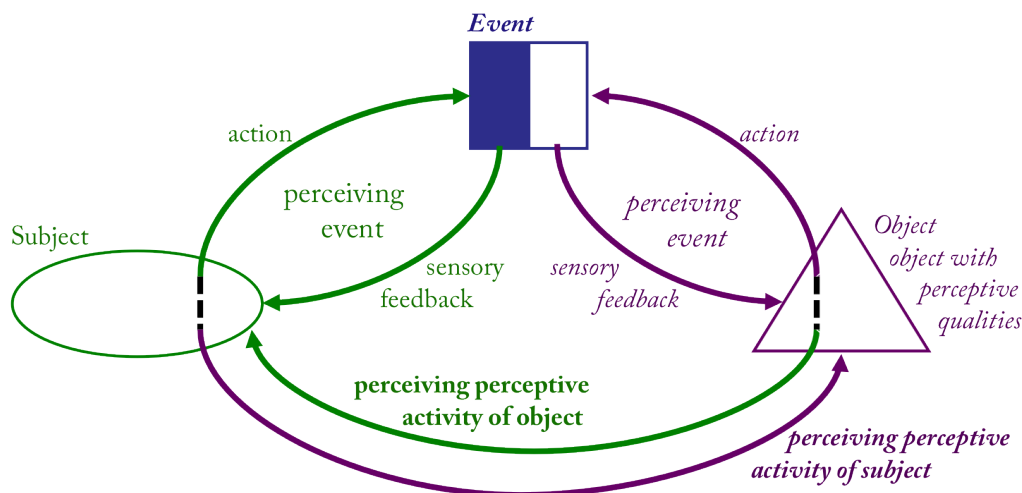 Event
action
action
perceiving
event
perceiving
event
Subject
Object
object with
perceptive
qualities
sensory
feedback
sensory
feedback
perceiving perceptive
activity of object
perceiving perceptive
activity of subject